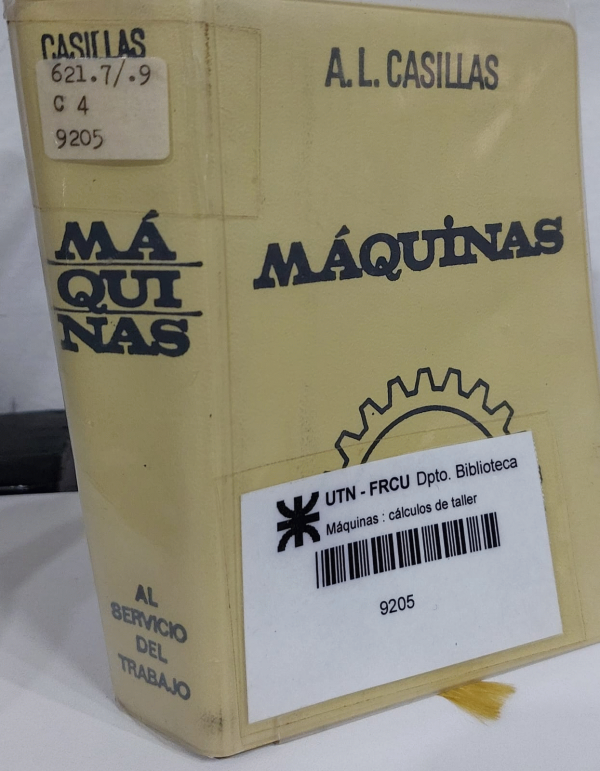 CASILLAS
621.7/.9
C 4
9205
MÁ
QUI
NAS
AL
SERVICIO
DEL
TRABAJO
A.L. CASILLAS
MÁQUINAS
UTN - FRCU Dpto. Biblioteca
Máquinas : cálculos de taller
9205